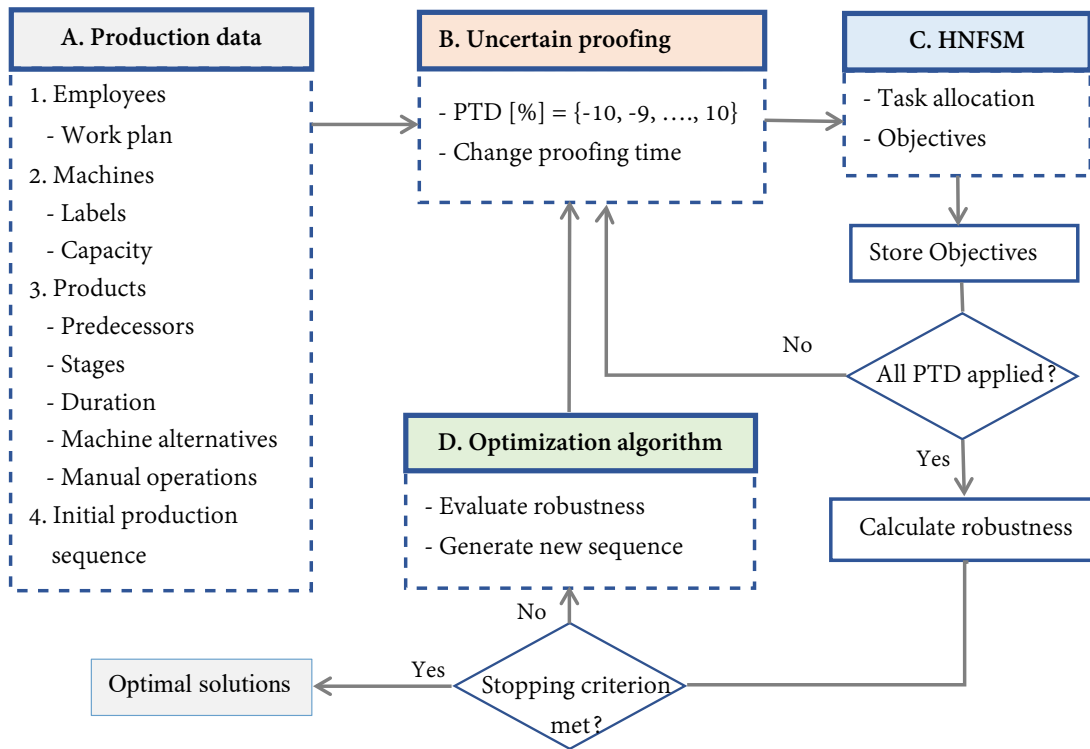 A. Production data
1. Employees
- Work plan
2. Machines
- Labels
- Capacity
3. Products
- Predecessors
- Stages
- Duration
- Machine alternatives
- Manual operations
4. Initial production
sequence
B. Uncertain proofing
- PTD [%] = {-10, -9, …., 10}
- Change proofing time
C. HNFSM
- Task allocation
- Objectives
Store Objectives
All PTD applied?
No
Yes
Calculate robustness
D. Optimization algorithm
- Evaluate robustness
- Generate new sequence
No
Stopping criterion
met?
Yes
Optimal solutions